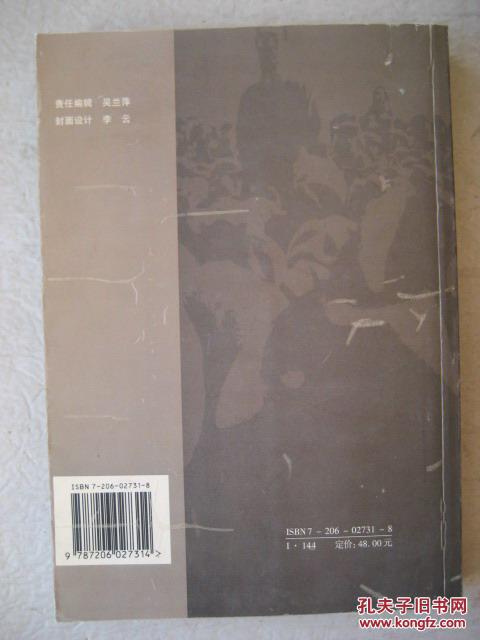 责任编辑 吴兰萍
封面设计 李 云
ISBN 7-206-02731-8
9 787206 027314 >
ISBN 7 - 206 - 02731 - 8
I · 144 定价:48.00元
孔夫子旧书网
www.kongfz.com